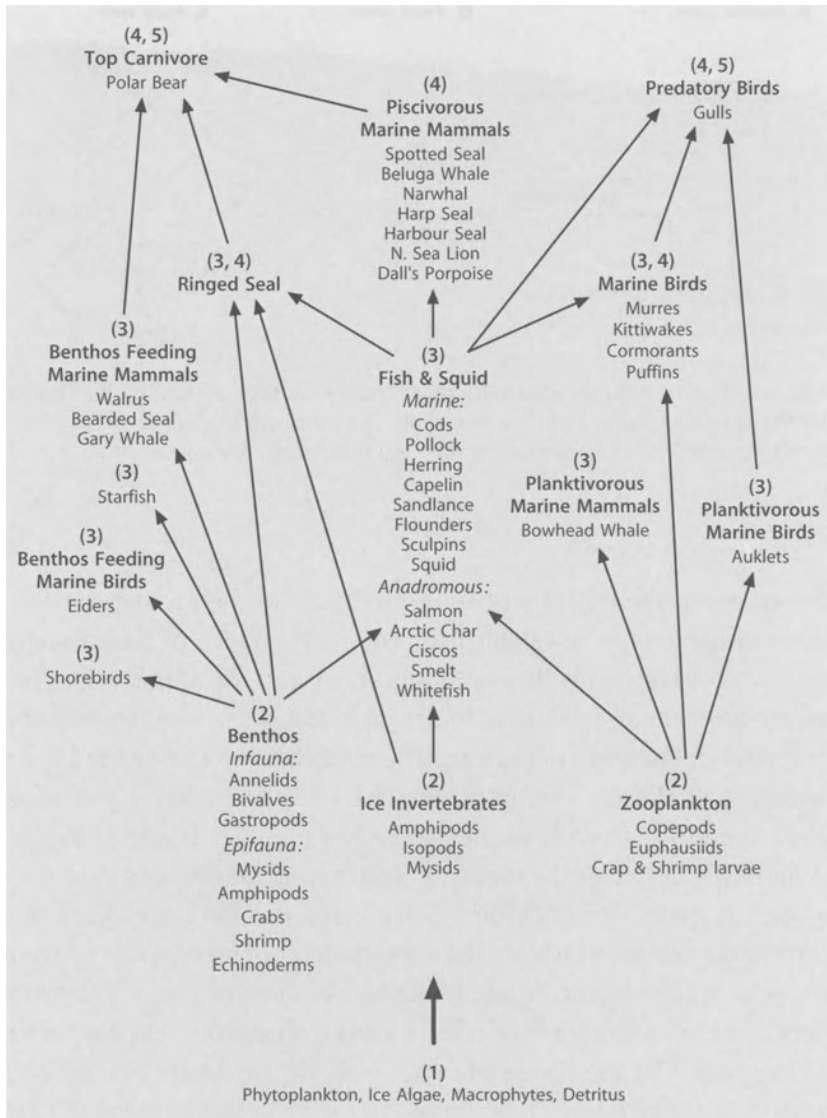 (4, 5)
Top Carnivore
Polar Bear
(4)
Piscivorous
Marine Mammals
Spotted Seal
Beluga Whale
Narwhal
Harp Seal
Harbour Seal
N. Sea Lion
Dall's Porpoise
(4, 5)
Predatory Birds
Gulls
(3, 4)
Ringed Seal
(3, 4)
Marine Birds
Murres
Kittiwakes
Cormorants
Puffins
(3)
Benthos Feeding
Marine Mammals
Walrus
Bearded Seal
Gary Whale
(3)
Fish & Squid
Marine:
Cods
Pollock
Herring
Capelin
Sandlance
Flounders
Sculpins
Squid
Anadromous:
Salmon
Arctic Char
Ciscos
Smelt
Whitefish
(3)
Planktivorous
Marine Mammals
Bowhead Whale
(3)
Planktivorous
Marine Birds
Auklets
(3)
Starfish
(3)
Benthos Feeding
Marine Birds
Eiders
(3)
Shorebirds
(2)
Benthos
Infauna:
Annelids
Bivalves
Gastropods
Epifauna:
Mysids
Amphipods
Crabs
Shrimp
Echinoderms
(2)
Ice Invertebrates
Amphipods
Isopods
Mysids
(2)
Zooplankton
Copepods
Euphausiids
Crap & Shrimp larvae
(1)
Phytoplankton, Ice Algae, Macrophytes, Detritus